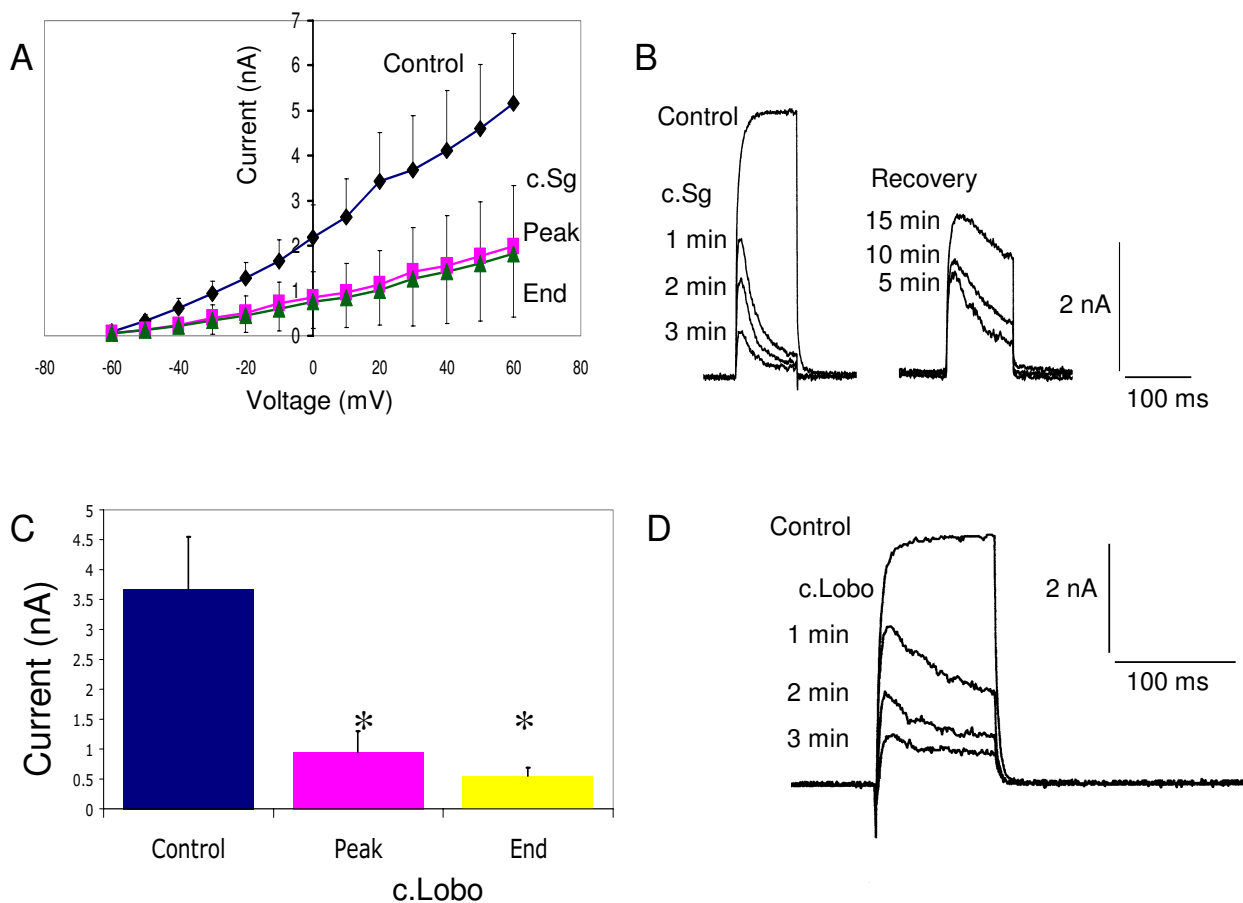 A
Current (nA)
7
6
5
4
3
2
1
0
Control
c.Sg
Peak
End
-80 -60 -40 -20 0 20 40 60 80
Voltage (mV)
B
Control
c.Sg
1 min
2 min
3 min
Recovery
15 min
10 min
5 min
2 nA
100 ms
C
Current (nA)
5
4.5
4
3.5
3
2.5
2
1.5
1
0.5
0
* *
Control Peak End
c.Lobo
D
Control
c.Lobo
1 min
2 min
3 min
2 nA
100 ms